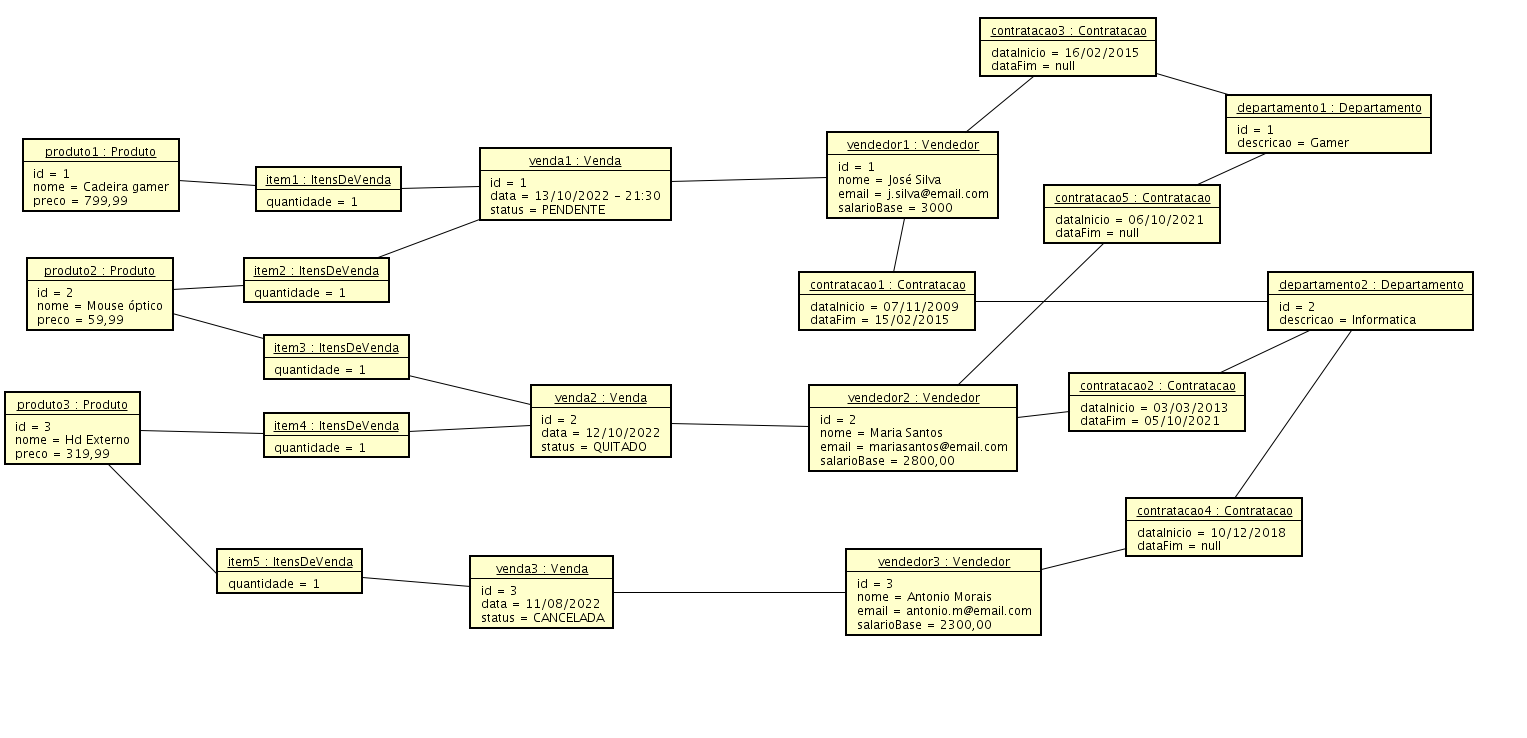 contratacao3 : Contratacao
dataInicio = 16/02/2015
dataFim = null
departamento1 : Departamento
id = 1
descricao = Gamer
produto1 : Produto
id = 1
nome = Cadeira gamer
preco = 799,99
item1 : ItensDeVenda
quantidade = 1
venda1 : Venda
id = 1
data = 13/10/2022 - 21:30
status = PENDENTE
vendedor1 : Vendedor
id = 1
nome = José Silva
email = j.silva@email.com
salarioBase = 3000
contratacao5 : Contratacao
dataInicio = 06/10/2021
dataFim = null
produto2 : Produto
id = 2
nome = Mouse óptico
preco = 59,99
item2 : ItensDeVenda
quantidade = 1
contratacao1 : Contratacao
dataInicio = 07/11/2009
dataFim = 15/02/2015
departamento2 : Departamento
id = 2
descricao = Informatica
item3 : ItensDeVenda
quantidade = 1
produto3 : Produto
id = 3
nome = Hd Externo
preco = 319,99
item4 : ItensDeVenda
quantidade = 1
venda2 : Venda
id = 2
data = 12/10/2022
status = QUITADO
vendedor2 : Vendedor
id = 2
nome = Maria Santos
email = mariasantos@email.com
salarioBase = 2800,00
contratacao2 : Contratacao
dataInicio = 03/03/2013
dataFim = 05/10/2021
contratacao4 : Contratacao
dataInicio = 10/12/2018
dataFim = null
item5 : ItensDeVenda
quantidade = 1
venda3 : Venda
id = 3
data = 11/08/2022
status = CANCELADA
vendedor3 : Vendedor
id = 3
nome = Antonio Morais
email = antonio.m@email.com
salarioBase = 2300,00